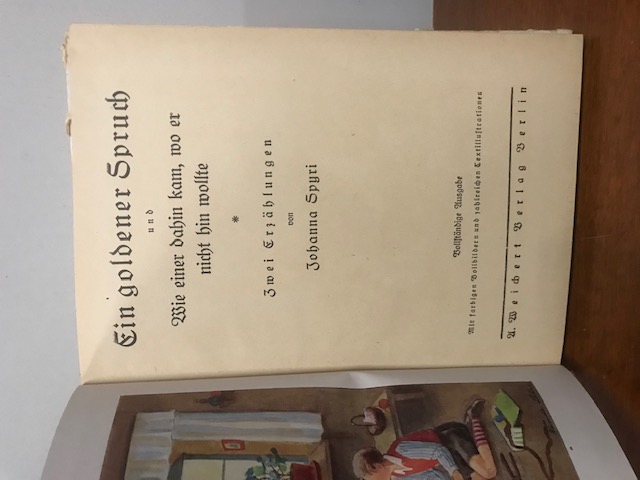 Ein goldener Spruch
und
Wie einer dahin kam, wo er
nicht hin wollte
*
Zwei Erzählungen
von
Johanna Spyri
Vollständige Ausgabe
Mit farbigen Vollbildern und zahlreichen Textillustrationen
A. Weichert Verlag Berlin